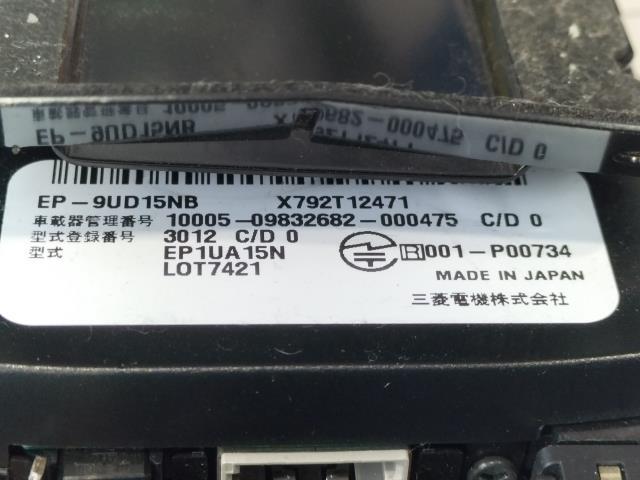 EP-9UD15NB X792T12471
車載器管理番号 10005-09832682-000475 C/D 0
型式登録番号 3012 C/D 0
型式 EP1UA15N
R 001-P00734
LOT7421
MADE IN JAPAN
三菱電機株式会社